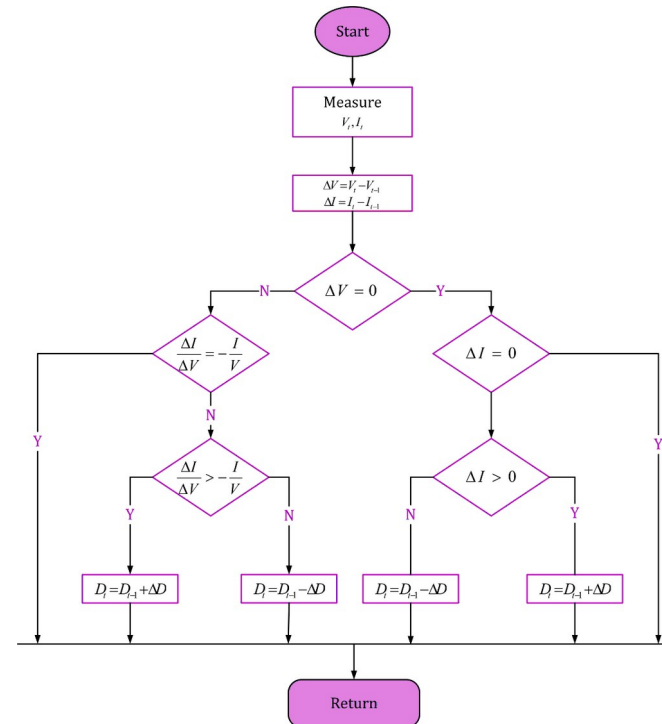 Start
Measure
V_t, I_t
ΔV=V_t−V_{t−1}
ΔI=I_t−I_{t−1}
ΔV = 0
N
Y
ΔI/ΔV = −I/V
ΔI = 0
Y
N
Y
ΔI/ΔV > −I/V
ΔI > 0
Y
N
N
Y
D_t=D_{t−1}+ΔD
D_t=D_{t−1}−ΔD
D_t=D_{t−1}−ΔD
D_t=D_{t−1}+ΔD
Return